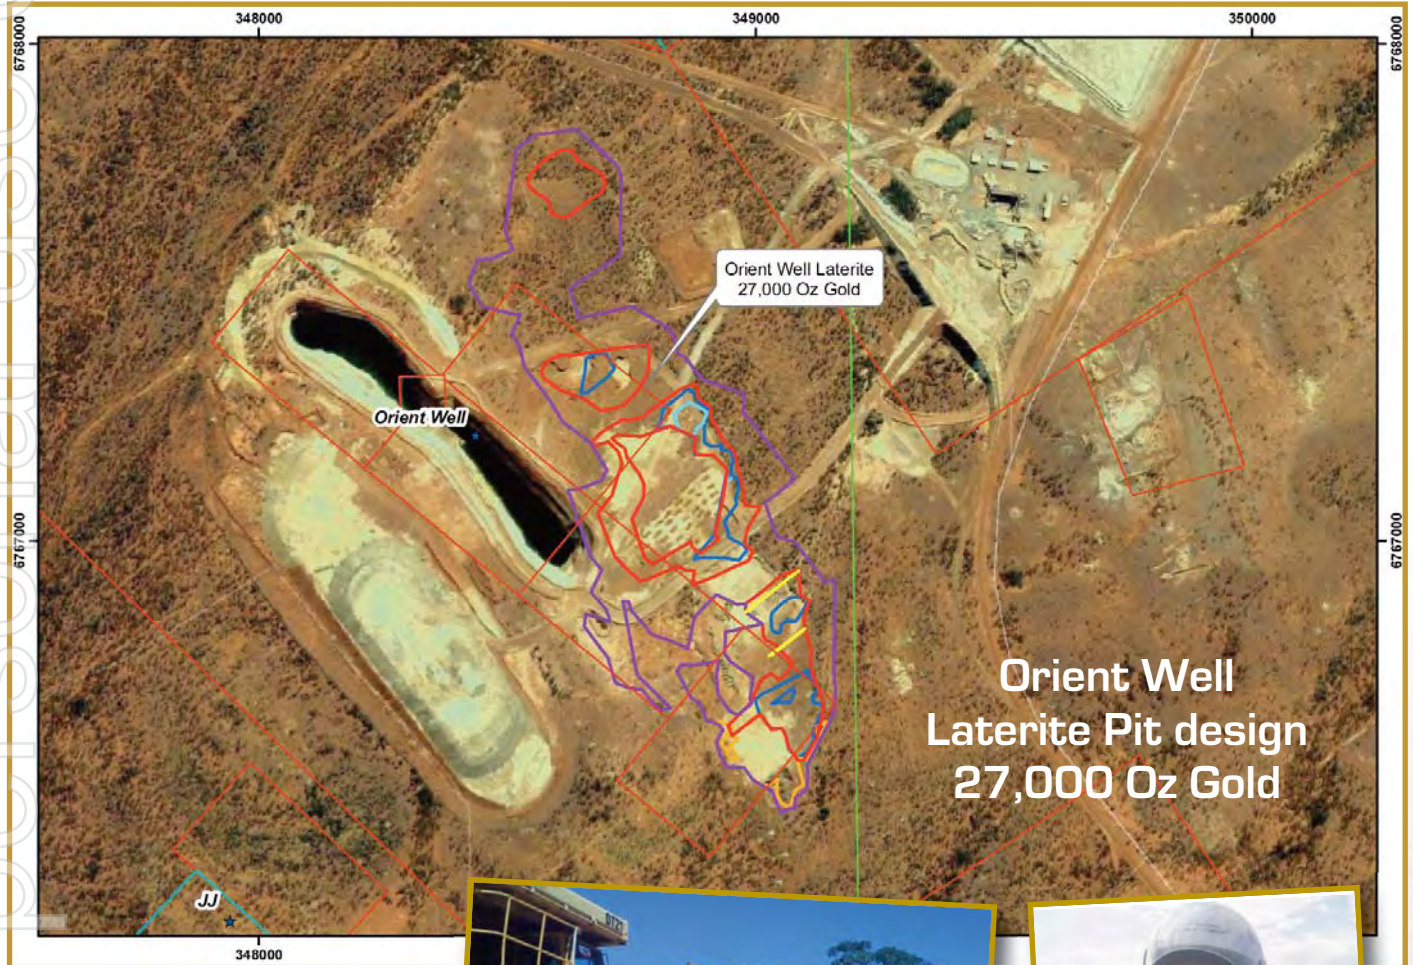 348000
349000
350000
6768000
6768000
Orient Well Laterite
27,000 Oz Gold
Orient Well
6767000
6767000
Orient Well
Laterite Pit design
27,000 Oz Gold
JJ
348000